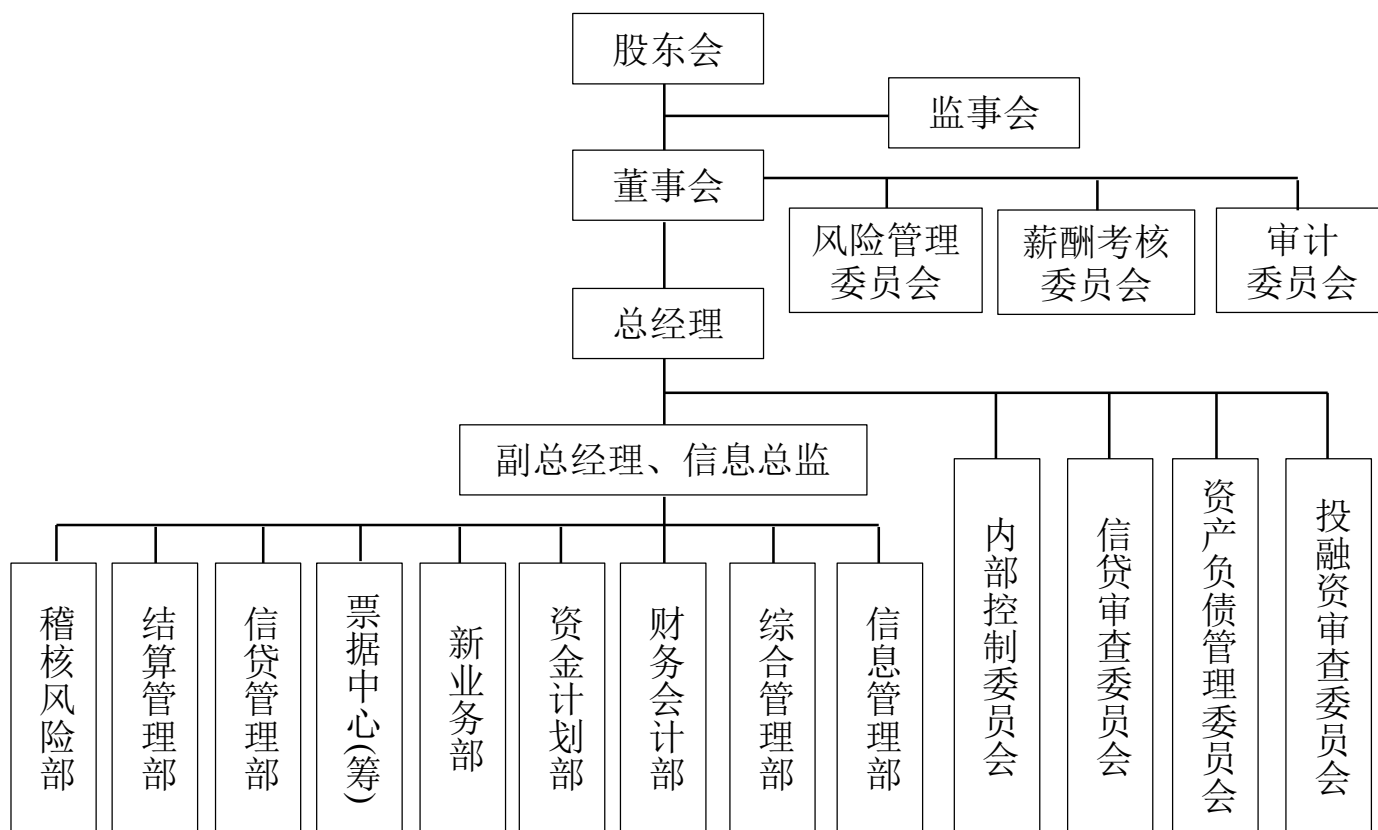 股东会
监事会
董事会
风险管理
委员会
薪酬考核
委员会
审计
委员会
总经理
副总经理、信息总监
稽核风险部
结算管理部
信贷管理部
票据中心(筹)
新业务部
资金计划部
财务会计部
综合管理部
信息管理部
内部控制委员会
信贷审查委员会
资产负债管理委员会
投融资审查委员会